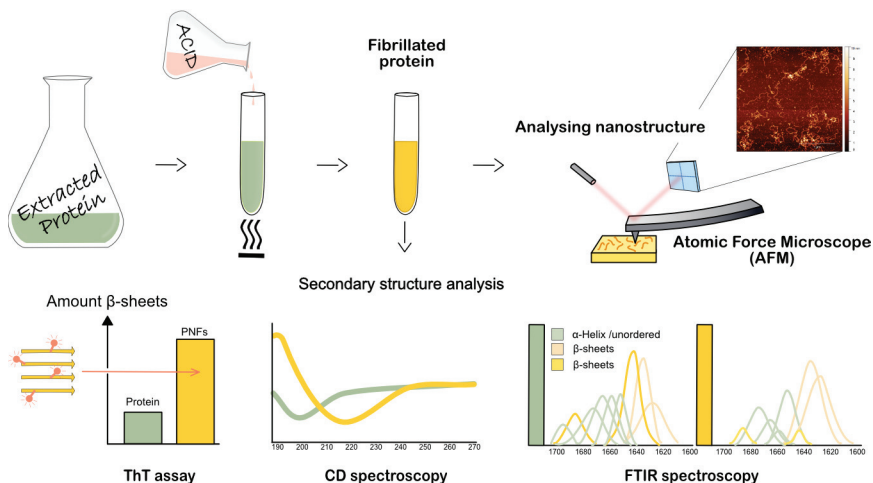 ACID
Extracted
Protein
Fibrillated
protein
Analysing nanostructure
Atomic Force Microscope
(AFM)
Secondary structure analysis
Amount β-sheets
PNFs
Protein
ThT assay
190 200 210 220 230 240 250 260 270
CD spectroscopy
α-Helix /unordered
β-sheets
β-sheets
1700 1680 1660 1640 1620 1600
1700 1680 1660 1640 1620 1600
FTIR spectroscopy